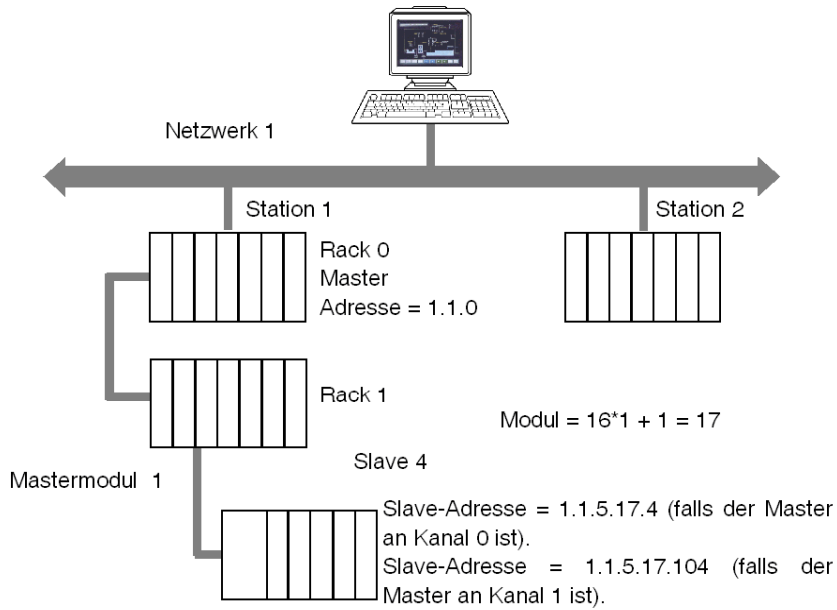 Netzwerk 1
Station 1
Station 2
Rack 0
Master
Adresse = 1.1.0
Rack 1
Modul = 16*1 + 1 = 17
Slave 4
Mastermodul 1
Slave-Adresse = 1.1.5.17.4 (falls der Master
an Kanal 0 ist).
Slave-Adresse = 1.1.5.17.104 (falls der
Master an Kanal 1 ist).